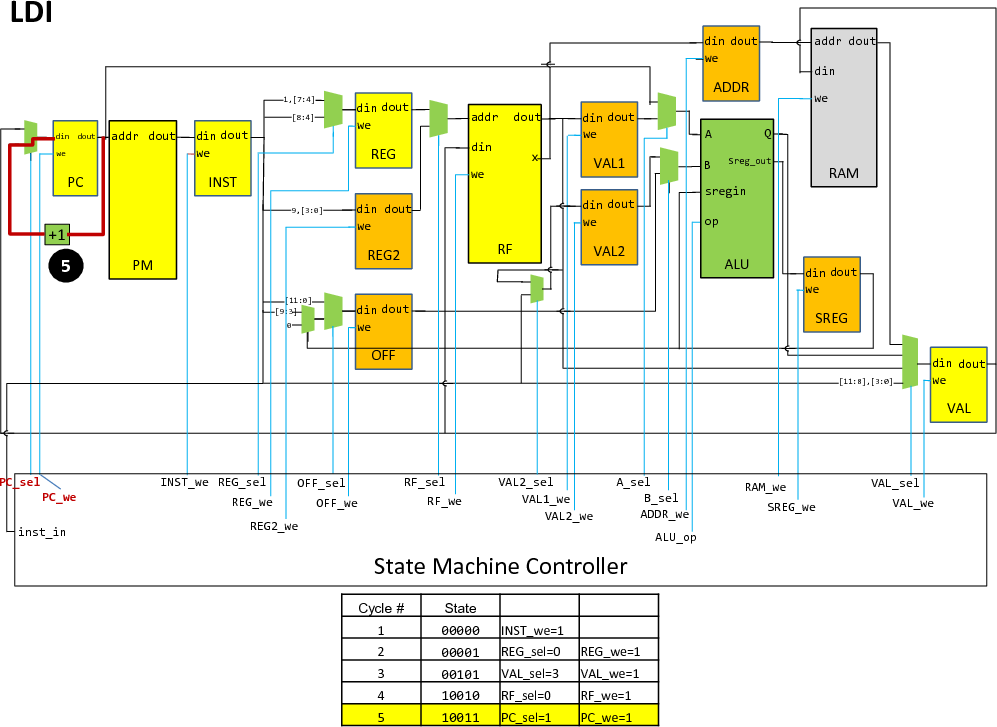 LDI
din dout
we
PC
+1
5
addr dout
PM
din dout
we
INST
1,[7:4]
[8:4]
din dout
we
REG
9,[3:0]
din dout
we
REG2
[11:0]
[9:3]
0
din dout
we
OFF
addr dout
din
we
x
RF
din dout
we
VAL1
din dout
we
VAL2
din dout
we
ADDR
A
B
sregin
op
Q
Sreg_out
ALU
addr dout
din
we
RAM
din dout
we
SREG
[11:8],[3:0]
din dout
we
VAL
PC_sel
PC_we
INST_we
REG_sel
REG_we
REG2_we
OFF_sel
OFF_we
RF_sel
RF_we
VAL2_sel
VAL1_we
VAL2_we
A_sel
B_sel
ADDR_we
ALU_op
RAM_we
SREG_we
VAL_sel
VAL_we
inst_in
State Machine Controller
Cycle # State
1 00000 INST_we=1
2 00001 REG_sel=0 REG_we=1
3 00101 VAL_sel=3 VAL_we=1
4 10010 RF_sel=0 RF_we=1
5 10011 PC_sel=1 PC_we=1